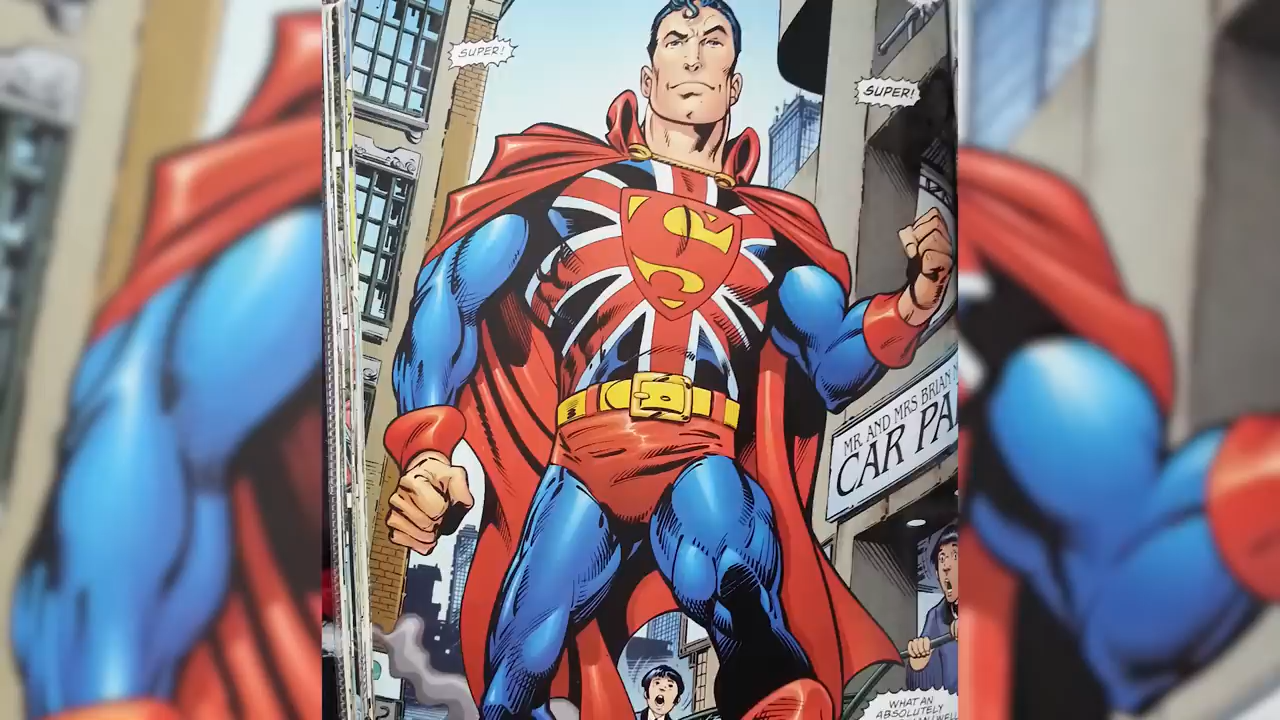 SUPER!
SUPER!
S
MR. AND MRS BRIAN
CAR PA
WHAT AN
ABSOLUTELY